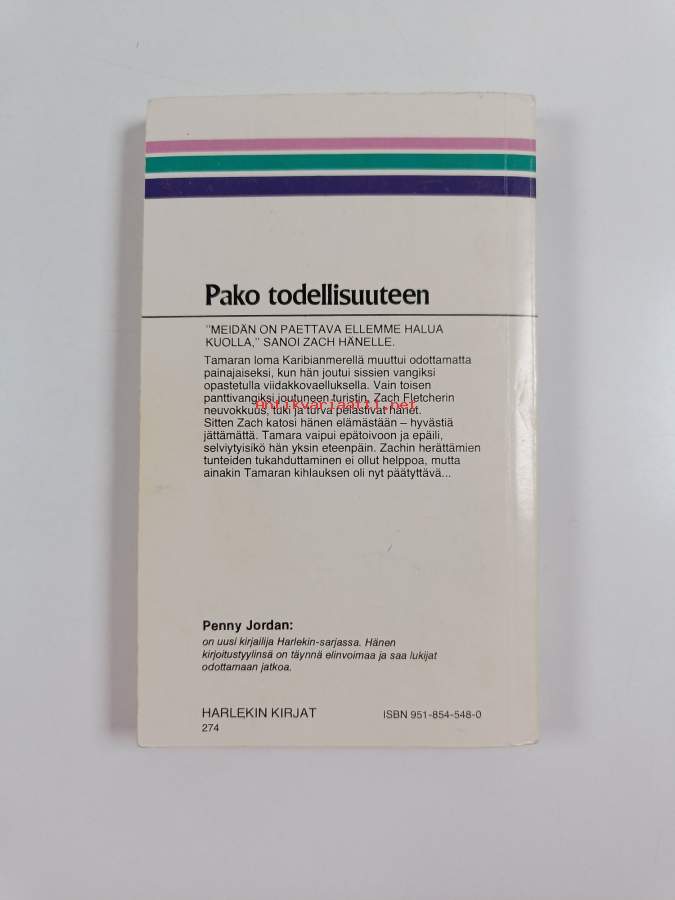 Pako todellisuuteen
"MEIDÄN ON PAETTAVA ELLEMME HALUA
KUOLLA," SANOI ZACH HÄNELLE.
Tamaran loma Karibianmerellä muuttui odottamatta
painajaiseksi, kun hän joutui sissien vangiksi
opastetulla viidakkovaelluksella. Vain toisen
panttivangiksi joutuneen turistin, Zach Fletcherin
Antikvariaatit.net
neuvokkuus, tuki ja turva pelastivat hänet.
Sitten Zach katosi hänen elämästään – hyvästiä
jättämättä. Tamara vaipui epätoivoon ja epäili,
selviytyisikö hän yksin eteenpäin. Zachin herättämien
tunteiden tukahduttaminen ei ollut helppoa, mutta
ainakin Tamaran kihlauksen oli nyt päätyttävä...
Penny Jordan:
on uusi kirjailija Harlekin-sarjassa. Hänen
kirjoitustyylinsä on täynnä elinvoimaa ja saa lukijat
odottamaan jatkoa.
HARLEKIN KIRJAT ISBN 951-854-548-0
274